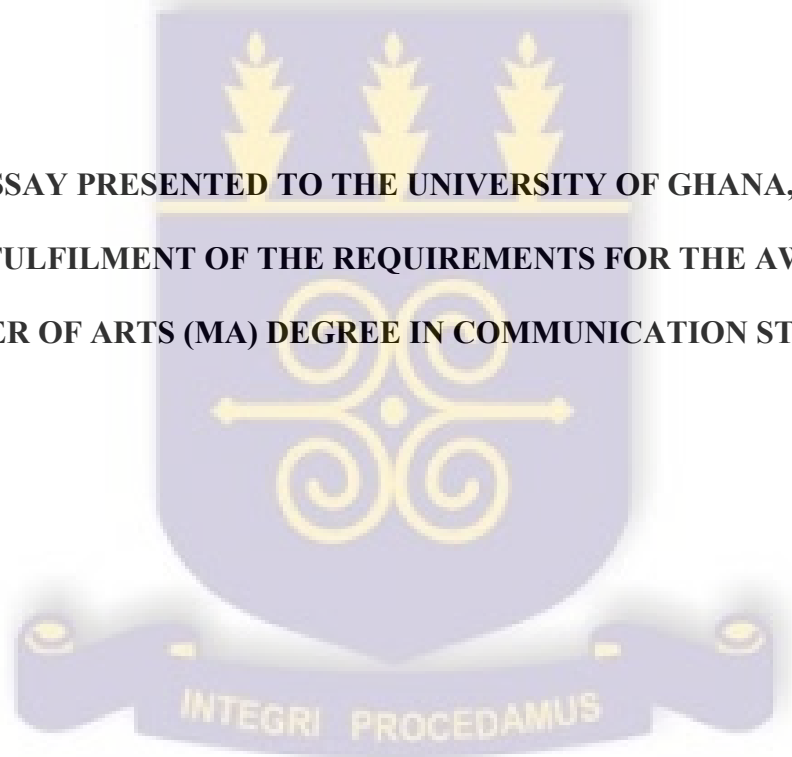 SSAY PRESENTED TO THE UNIVERSITY OF GHANA,
FULFILMENT OF THE REQUIREMENTS FOR THE AW
ER OF ARTS (MA) DEGREE IN COMMUNICATION ST
INTEGRI PROCEDAMUS